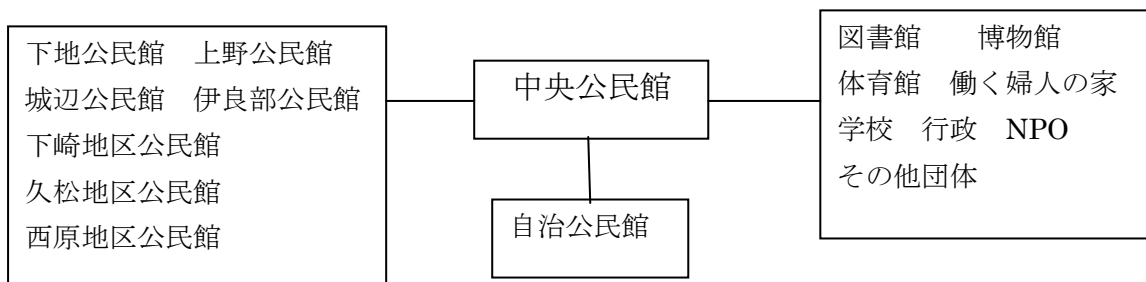 下地公民館　上野公民館
城辺公民館　伊良部公民館
下崎地区公民館
久松地区公民館
西原地区公民館
中央公民館
自治公民館
図書館　　博物館
体育館　働く婦人の家
学校　行政　NPO
その他団体